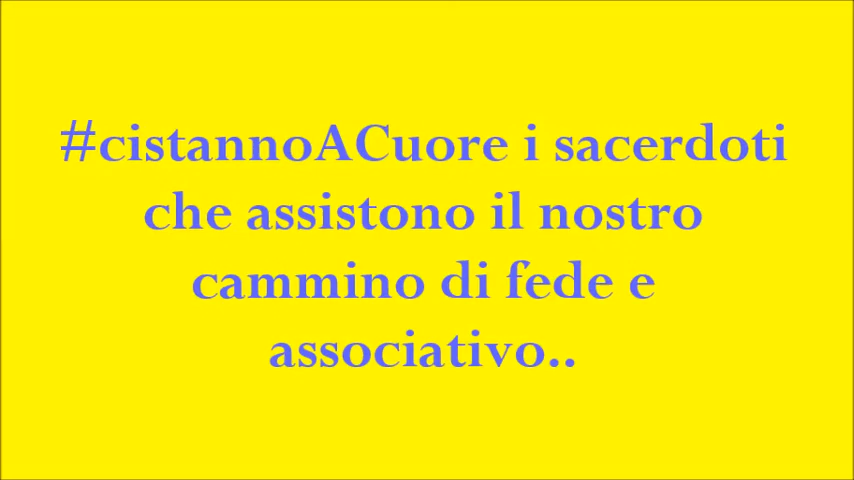 #cistannoACuore i sacerdoti
che assistono il nostro
cammino di fede e
associativo..